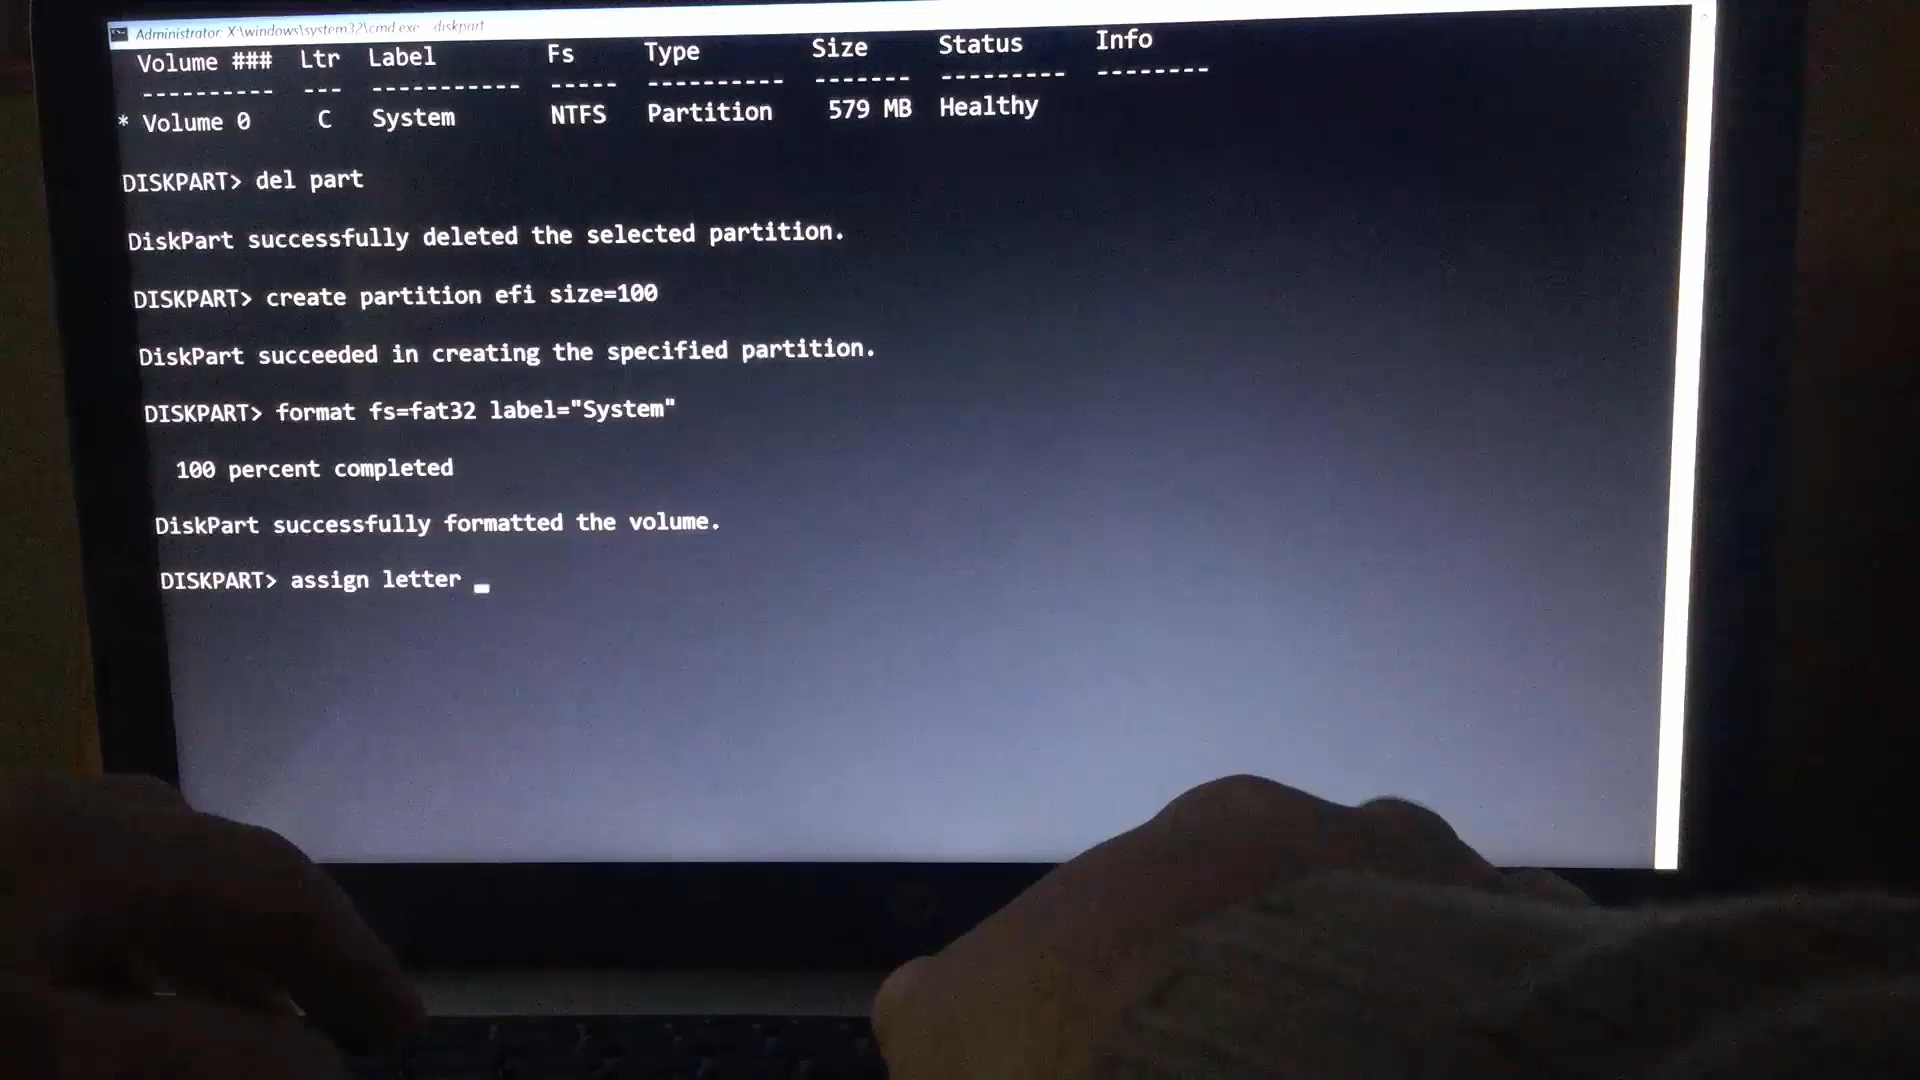 Administrator: X:\windows\system32\cmd.exe - diskpart
Volume ### Ltr Label Fs Type Size Status Info
---------- --- ----------- ----- ---------- ------- --------- --------
* Volume 0 C System NTFS Partition 579 MB Healthy
DISKPART> del part
DiskPart successfully deleted the selected partition.
DISKPART> create partition efi size=100
DiskPart succeeded in creating the specified partition.
DISKPART> format fs=fat32 label="System"
100 percent completed
DiskPart successfully formatted the volume.
DISKPART> assign letter _